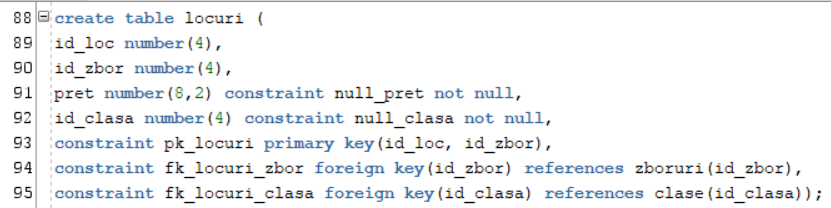 88 create table locuri (
89 id_loc number(4),
90 id_zbor number(4),
91 pret number(8,2) constraint null_pret not null,
92 id_clasa number(4) constraint null_clasa not null,
93 constraint pk_locuri primary key(id_loc, id_zbor),
94 constraint fk_locuri_zbor foreign key(id_zbor) references zboruri(id_zbor),
95 constraint fk_locuri_clasa foreign key(id_clasa) references clase(id_clasa));